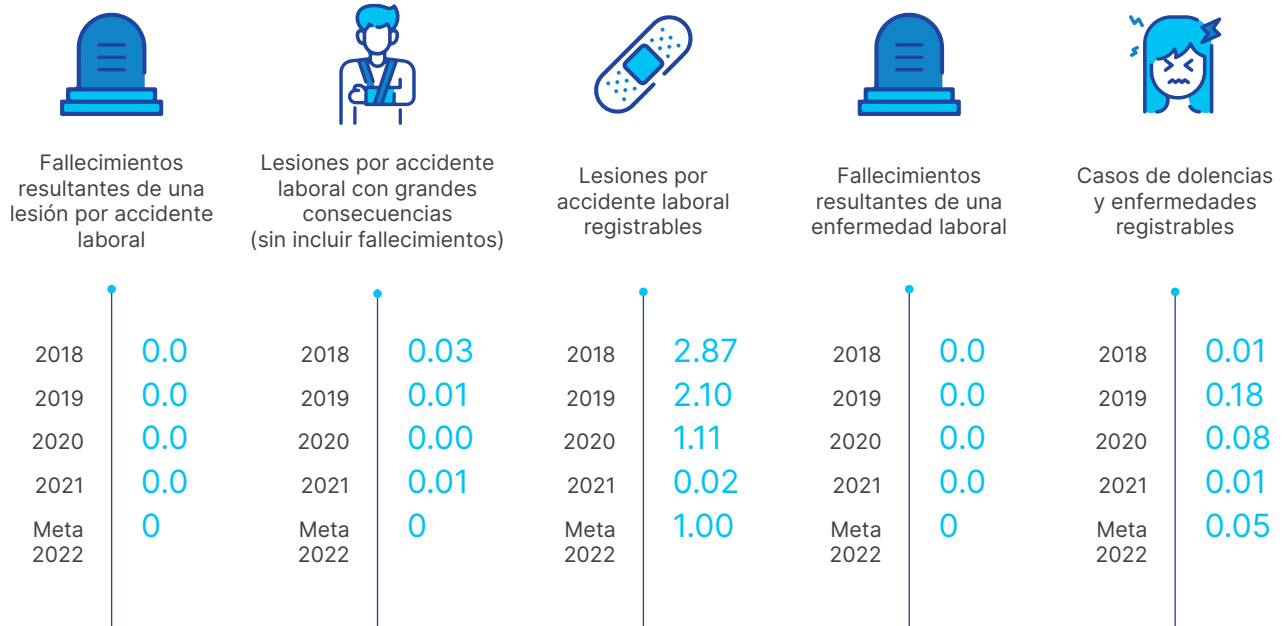 Fallecimientos
resultantes de una
lesión por accidente
laboral
2018 0.0
2019 0.0
2020 0.0
2021 0.0
Meta 0
2022
Lesiones por accidente
laboral con grandes
consecuencias
(sin incluir fallecimientos)
2018 0.03
2019 0.01
2020 0.00
2021 0.01
Meta 0
2022
Lesiones por
accidente laboral
registrables
2018 2.87
2019 2.10
2020 1.11
2021 0.02
Meta 1.00
2022
Fallecimientos
resultantes de una
enfermedad laboral
2018 0.0
2019 0.0
2020 0.0
2021 0.0
Meta 0
2022
Casos de dolencias
y enfermedades
registrables
2018 0.01
2019 0.18
2020 0.08
2021 0.01
Meta 0.05
2022